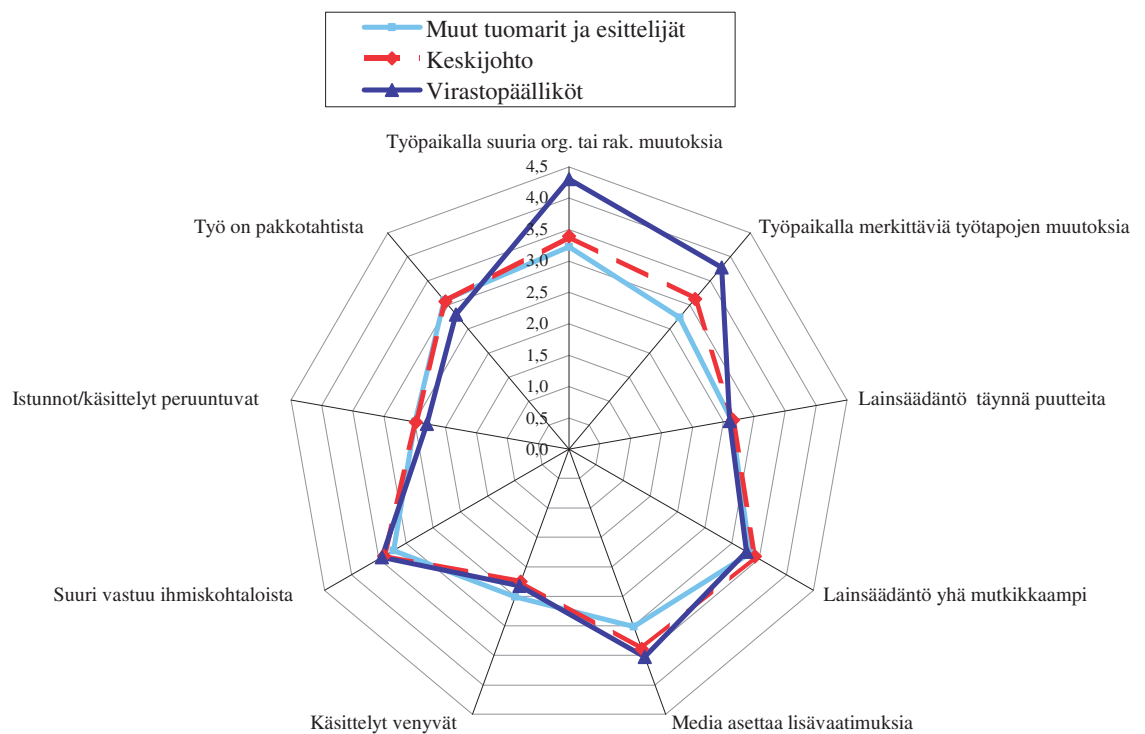 Muut tuomarit ja esittelijät
Keskijohto
Virastopäälliköt
Työpaikalla suuria org. tai rak. muutoksia
4,5
4,0
3,5
3,0
2,5
2,0
1,5
1,0
0,5
0,0
Työ on pakkotahtista
Työpaikalla merkittäviä työtapojen muutoksia
Istunnot/käsittelyt peruuntuvat
Lainsäädäntö täynnä puutteita
Suuri vastuu ihmiskohtaloista
Lainsäädäntö yhä mutkikkaampi
Käsittelyt venyvät
Media asettaa lisävaatimuksia